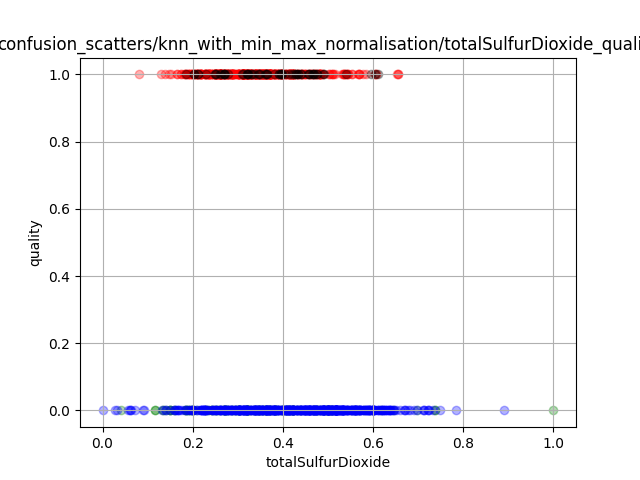 confusion_scatters/knn_with_min_max_normalisation/totalSulfurDioxide_quali
1.0
0.8
0.6
0.4
0.2
0.0
quality
0.0 0.2 0.4 0.6 0.8 1.0
totalSulfurDioxide